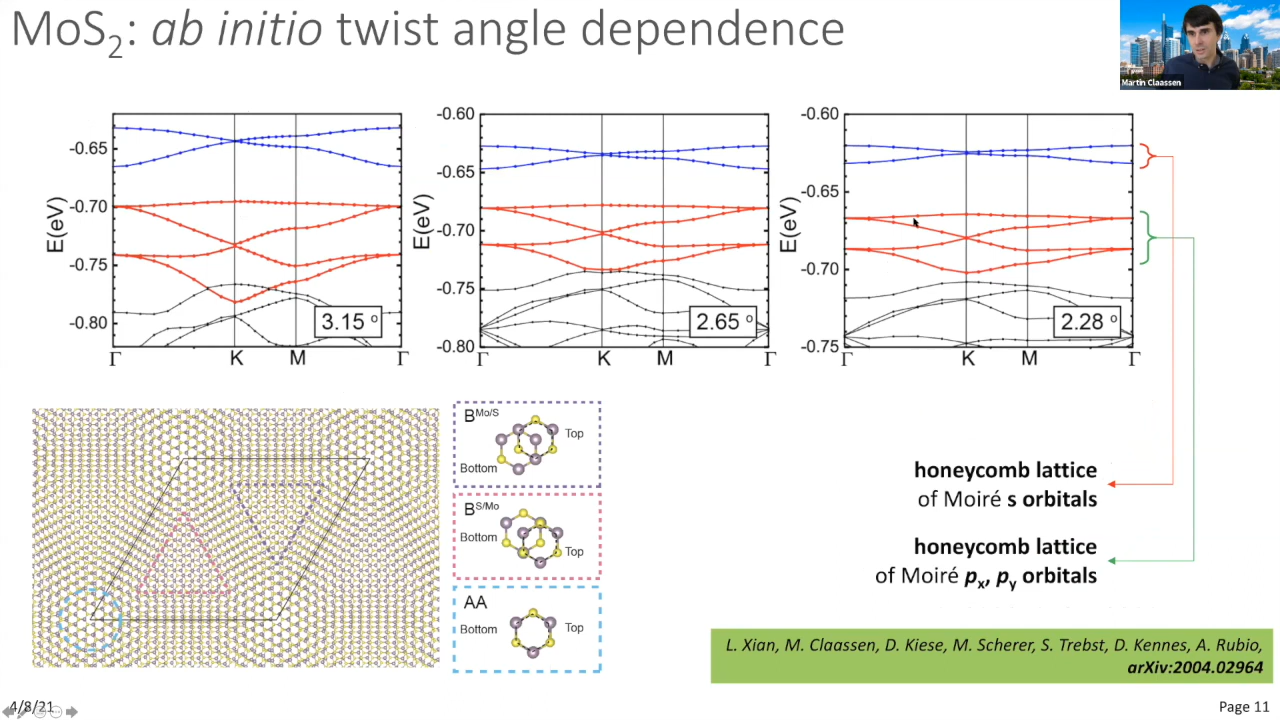 MoS2: ab initio twist angle dependence
Martin Claassen
-0.65
-0.70
-0.75
-0.80
E(eV)
3.15 o
Γ K M Γ
-0.60
-0.65
-0.70
-0.75
-0.80
E(eV)
2.65 o
Γ K M Γ
-0.60
-0.65
-0.70
-0.75
E(eV)
2.28 o
Γ K M Γ
BMo/S
Top
Bottom
BS/Mo
Bottom
Top
AA
Bottom
Top
honeycomb lattice
of Moiré s orbitals
honeycomb lattice
of Moiré px, py orbitals
L. Xian, M. Claassen, D. Kiese, M. Scherer, S. Trebst, D. Kennes, A. Rubio,
arXiv:2004.02964
4/8/21
Page 11